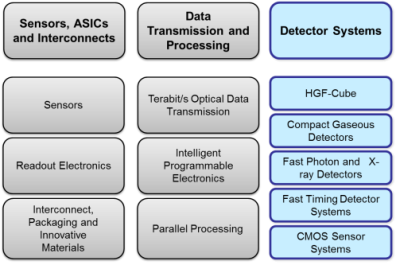 Sensors, ASICs
and Interconnects
Data
Transmission and
Processing
Detector Systems
Sensors
Terabit/s Optical Data
Transmission
HGF-Cube
Compact Gaseous
Detectors
Readout Electronics
Intelligent
Programmable
Electronics
Fast Photon and X-
ray Detectors
Interconnect,
Packaging and
Innovative
Materials
Parallel Processing
Fast Timing Detector
Systems
CMOS Sensor
Systems